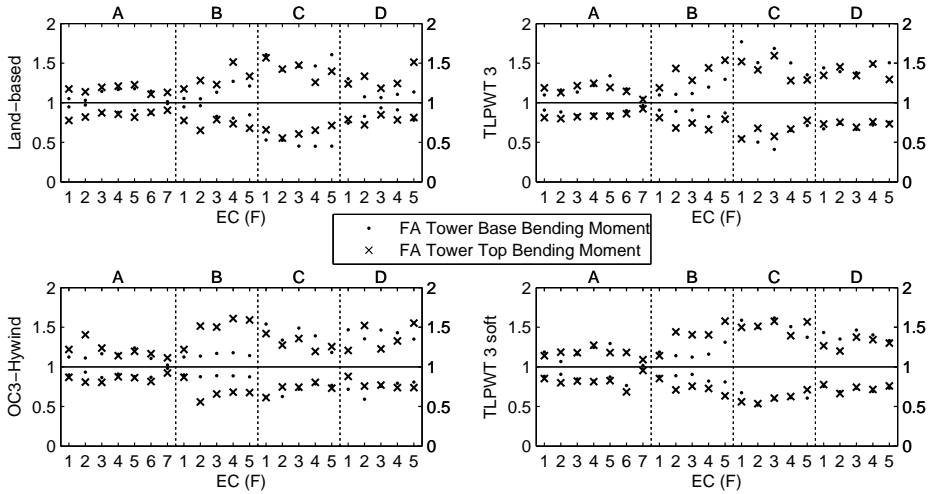 A B C D
2 2
1.5 1.5
1 1
0.5 0.5
0 0
Land-based
1 2 3 4 5 6 7 1 2 3 4 5 1 2 3 4 5 1 2 3 4 5
EC (F)
A B C D
2 2
1.5 1.5
1 1
0.5 0.5
0 0
TLPWT 3
1 2 3 4 5 6 7 1 2 3 4 5 1 2 3 4 5 1 2 3 4 5
EC (F)
FA Tower Base Bending Moment
FA Tower Top Bending Moment
A B C D
2 2
1.5 1.5
1 1
0.5 0.5
0 0
OC3-Hywind
1 2 3 4 5 6 7 1 2 3 4 5 1 2 3 4 5 1 2 3 4 5
EC (F)
A B C D
2 2
1.5 1.5
1 1
0.5 0.5
0 0
TLPWT 3 soft
1 2 3 4 5 6 7 1 2 3 4 5 1 2 3 4 5 1 2 3 4 5
EC (F)